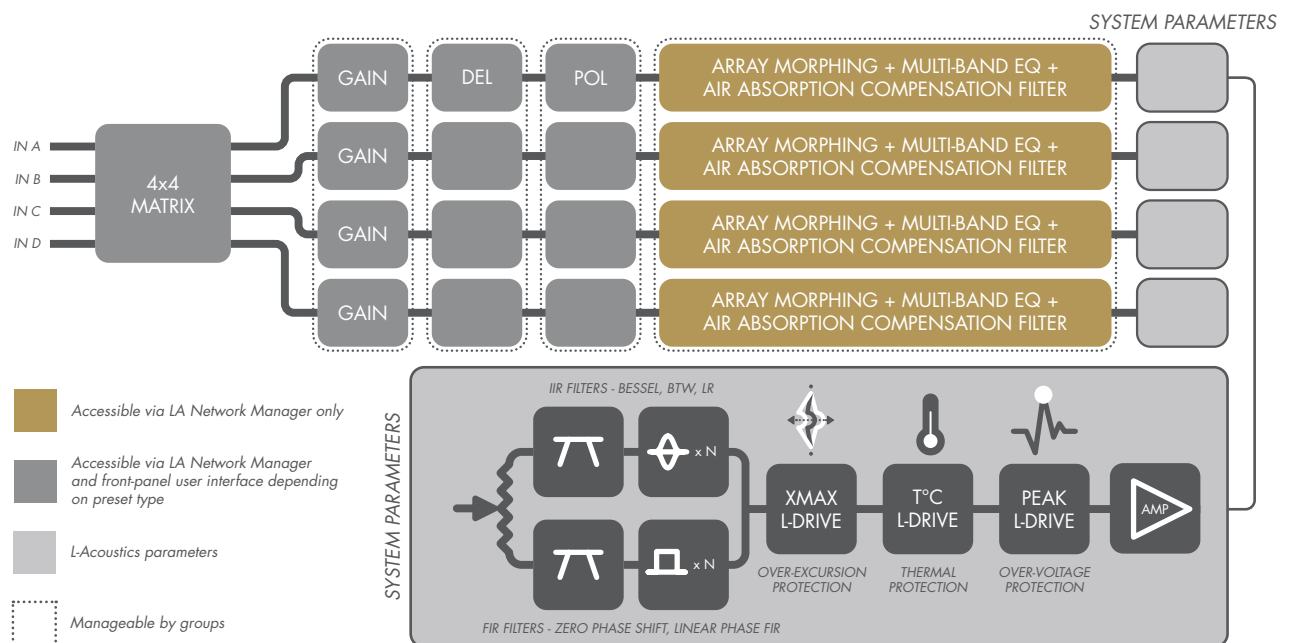 SYSTEM PARAMETERS
GAIN
DEL
POL
ARRAY MORPHING + MULTI-BAND EQ +
AIR ABSORPTION COMPENSATION FILTER
IN A
IN B
IN C
IN D
4x4
MATRIX
GAIN
ARRAY MORPHING + MULTI-BAND EQ +
AIR ABSORPTION COMPENSATION FILTER
GAIN
ARRAY MORPHING + MULTI-BAND EQ +
AIR ABSORPTION COMPENSATION FILTER
GAIN
ARRAY MORPHING + MULTI-BAND EQ +
AIR ABSORPTION COMPENSATION FILTER
Accessible via LA Network Manager only
Accessible via LA Network Manager
and front-panel user interface depending
on preset type
L-Acoustics parameters
Manageable by groups
SYSTEM PARAMETERS
IIR FILTERS - BESSEL, BTW, LR
x N
x N
FIR FILTERS - ZERO PHASE SHIFT, LINEAR PHASE FIR
XMAX
L-DRIVE
OVER-EXCURSION
PROTECTION
T°C
L-DRIVE
THERMAL
PROTECTION
PEAK
L-DRIVE
OVER-VOLTAGE
PROTECTION
AMP